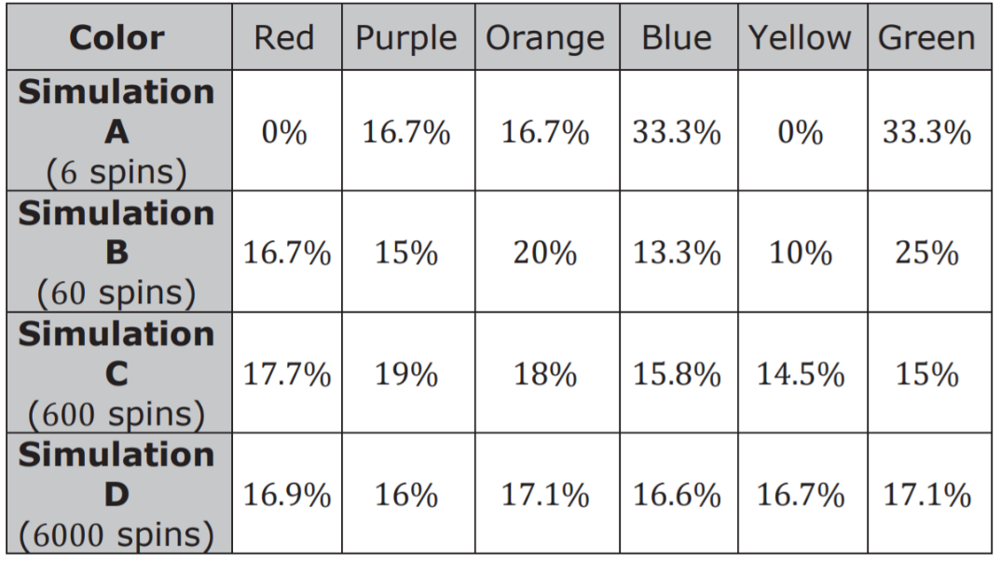 Color Red Purple Orange Blue Yellow Green
Simulation
A
(6 spins)
0% 16.7% 16.7% 33.3% 0% 33.3%
Simulation
B
(60 spins)
16.7% 15% 20% 13.3% 10% 25%
Simulation
C
(600 spins)
17.7% 19% 18% 15.8% 14.5% 15%
Simulation
D
(6000 spins)
16.9% 16% 17.1% 16.6% 16.7% 17.1%